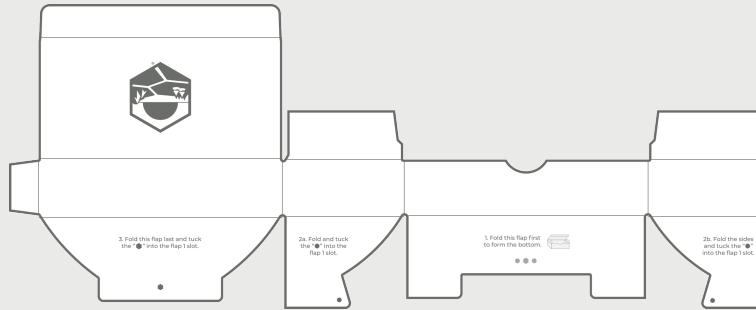 3. Fold this flap last and tuck
the "⬢" into the flap 1 slot.
2a. Fold and tuck
the "●" into the
flap 1 slot.
1. Fold this flap first
to form the bottom.
2b. Fold the sides
and tuck the "●"
into the flap 1 slot.